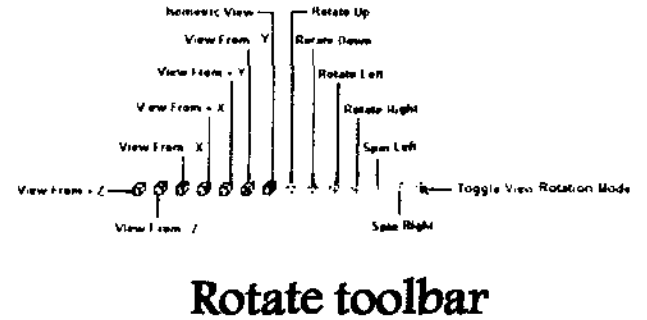 Isometric View
Rotate Up
View From Y
Rotate Down
View From + Y
Rotate Left
View From + X
Rotate Right
View From X
Spin Left
View From + Z
Toggle View Rotation Mode
View From Z
Spin Right
Rotate toolbar